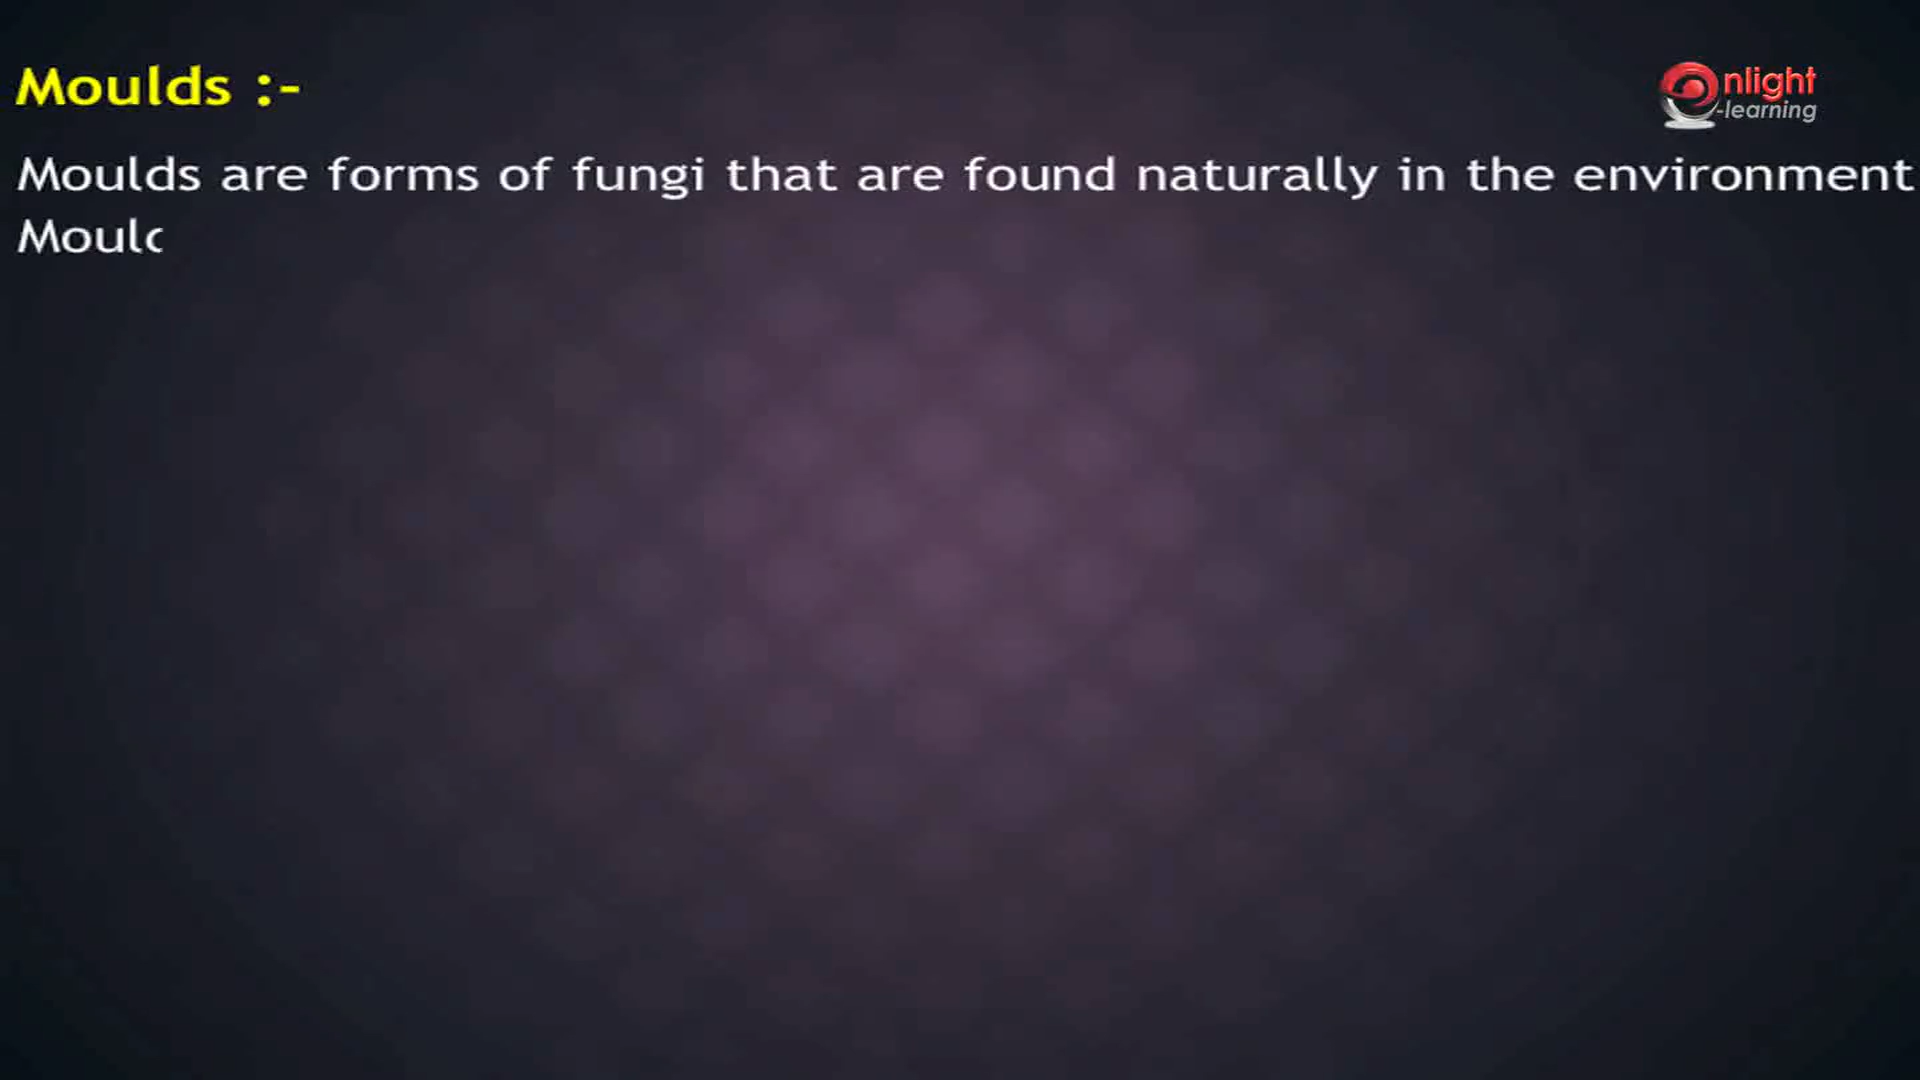 Moulds :-
nlight
-learning
Moulds are forms of fungi that are found naturally in the environment